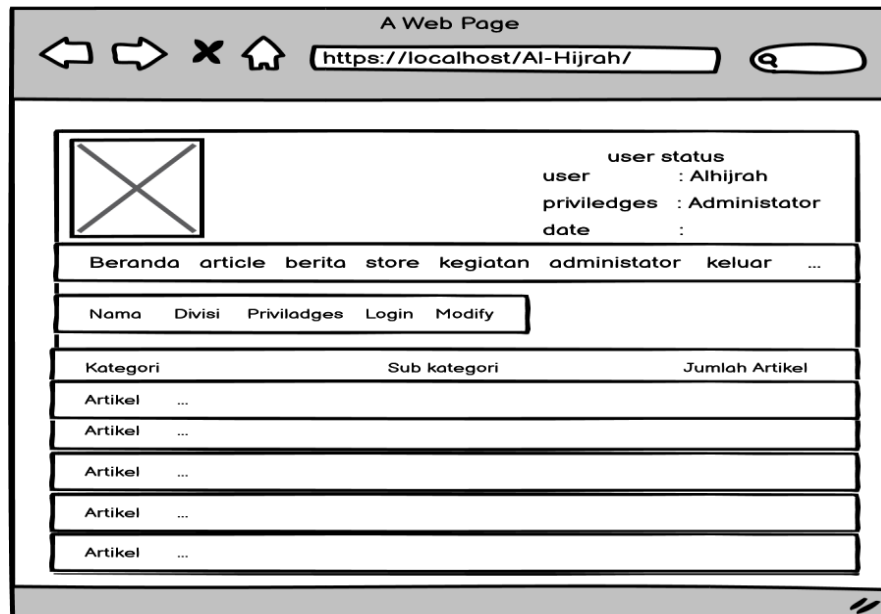 A Web Page
https://localhost/Al-Hijrah/
user status
user : Alhijrah
priviledges : Administator
date :
Beranda article berita store kegiatan administator keluar ...
Nama Divisi Priviladges Login Modify
Kategori Sub kategori Jumlah Artikel
Artikel ...
Artikel ...
Artikel ...
Artikel ...
Artikel ...